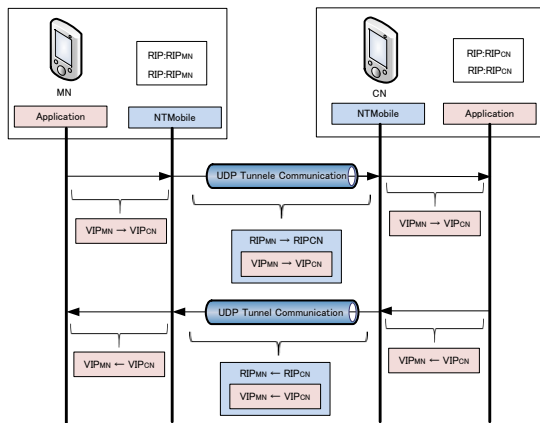 RIP:RIPMN
RIP:RIPMN
MN
Application
NTMobile
RIP:RIPCN
RIP:RIPCN
CN
NTMobile
Application
UDP Tunnele Communication
VIPMN → VIPCN
RIPMN → RIPCN
VIPMN → VIPCN
VIPMN → VIPCN
UDP Tunnel Communication
VIPMN ← VIPCN
RIPMN ← RIPCN
VIPMN ← VIPCN
VIPMN ← VIPCN